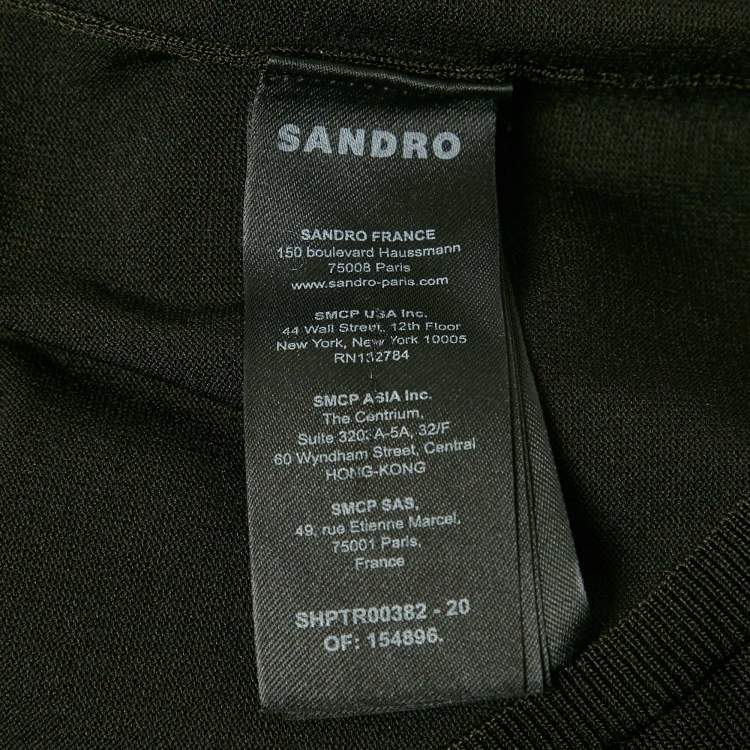 SANDRO
SANDRO FRANCE
150 boulevard Haussmann
75008 Paris
www.sandro-paris.com
SMCP USA Inc.
44 Wall Street, 12th Floor
New York, New York 10005
RN132784
SMCP ASIA Inc.
The Centrium,
Suite 3203A-5A, 32/F
60 Wyndham Street, Central
HONG-KONG
SMCP SAS,
49, rue Etienne Marcel,
75001 Paris,
France
SHPTR00382 - 20
OF: 154896.